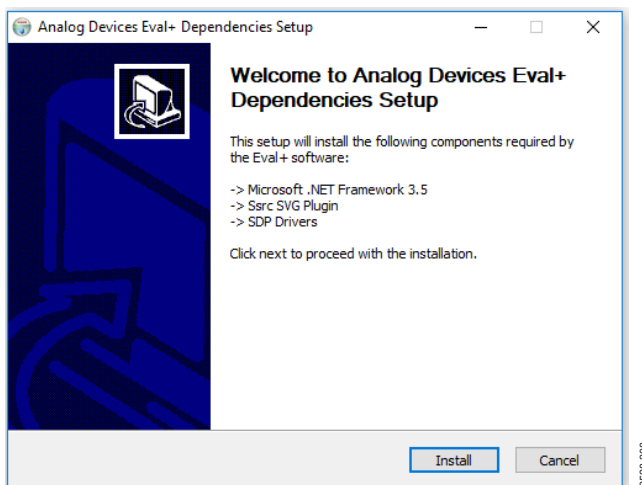 Analog Devices Eval+ Dependencies Setup
Welcome to Analog Devices Eval+
Dependencies Setup
This setup will install the following components required by
the Eval+ software:
-> Microsoft .NET Framework 3.5
-> Ssrc SVG Plugin
-> SDP Drivers
Click next to proceed with the installation.
Install
Cancel